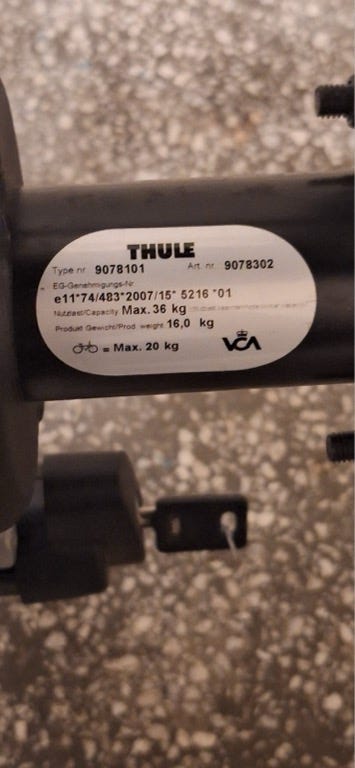 THULE
Type nr. 9078101 Art. nr. 9078302
EG-Genehmigungs-Nr.
e11*74/483*2007/15* 5216 *01
Nutzlast/Capacity Max. 36 kg
Produkt Gewicht/Prod. weight 16,0 kg
= Max. 20 kg
VCA